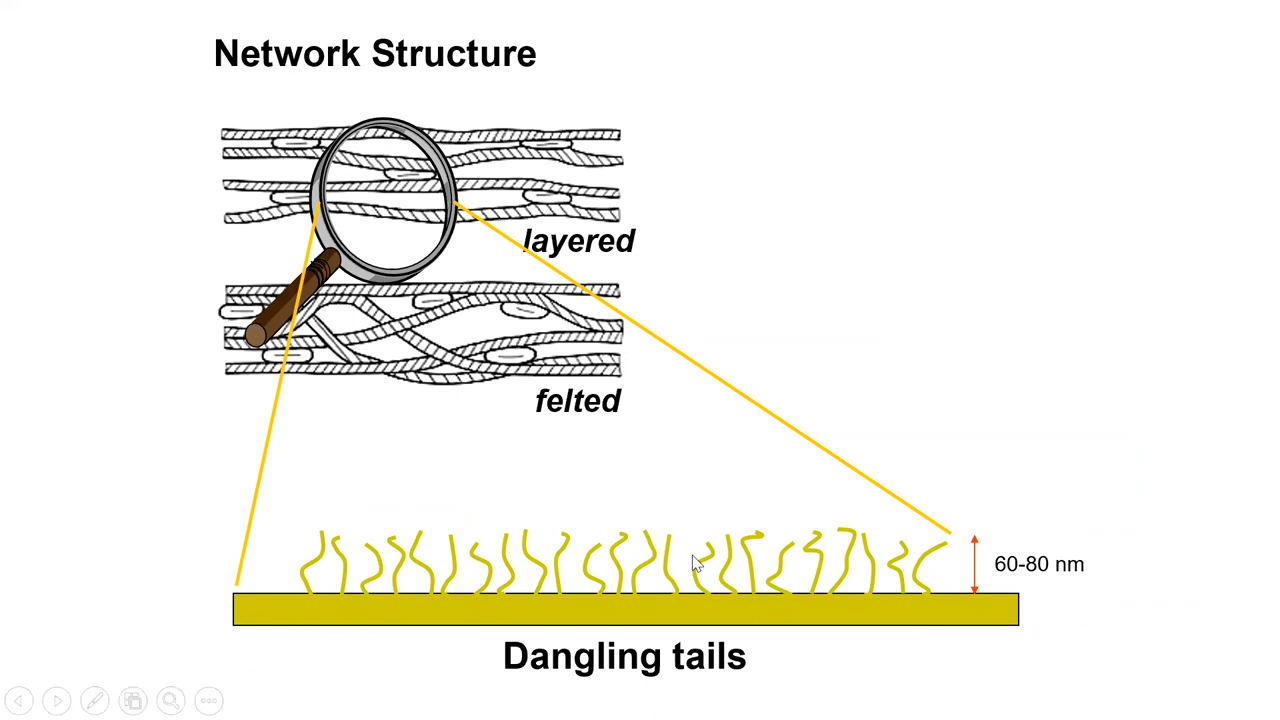 Network Structure
layered
felted
60-80 nm
Dangling tails